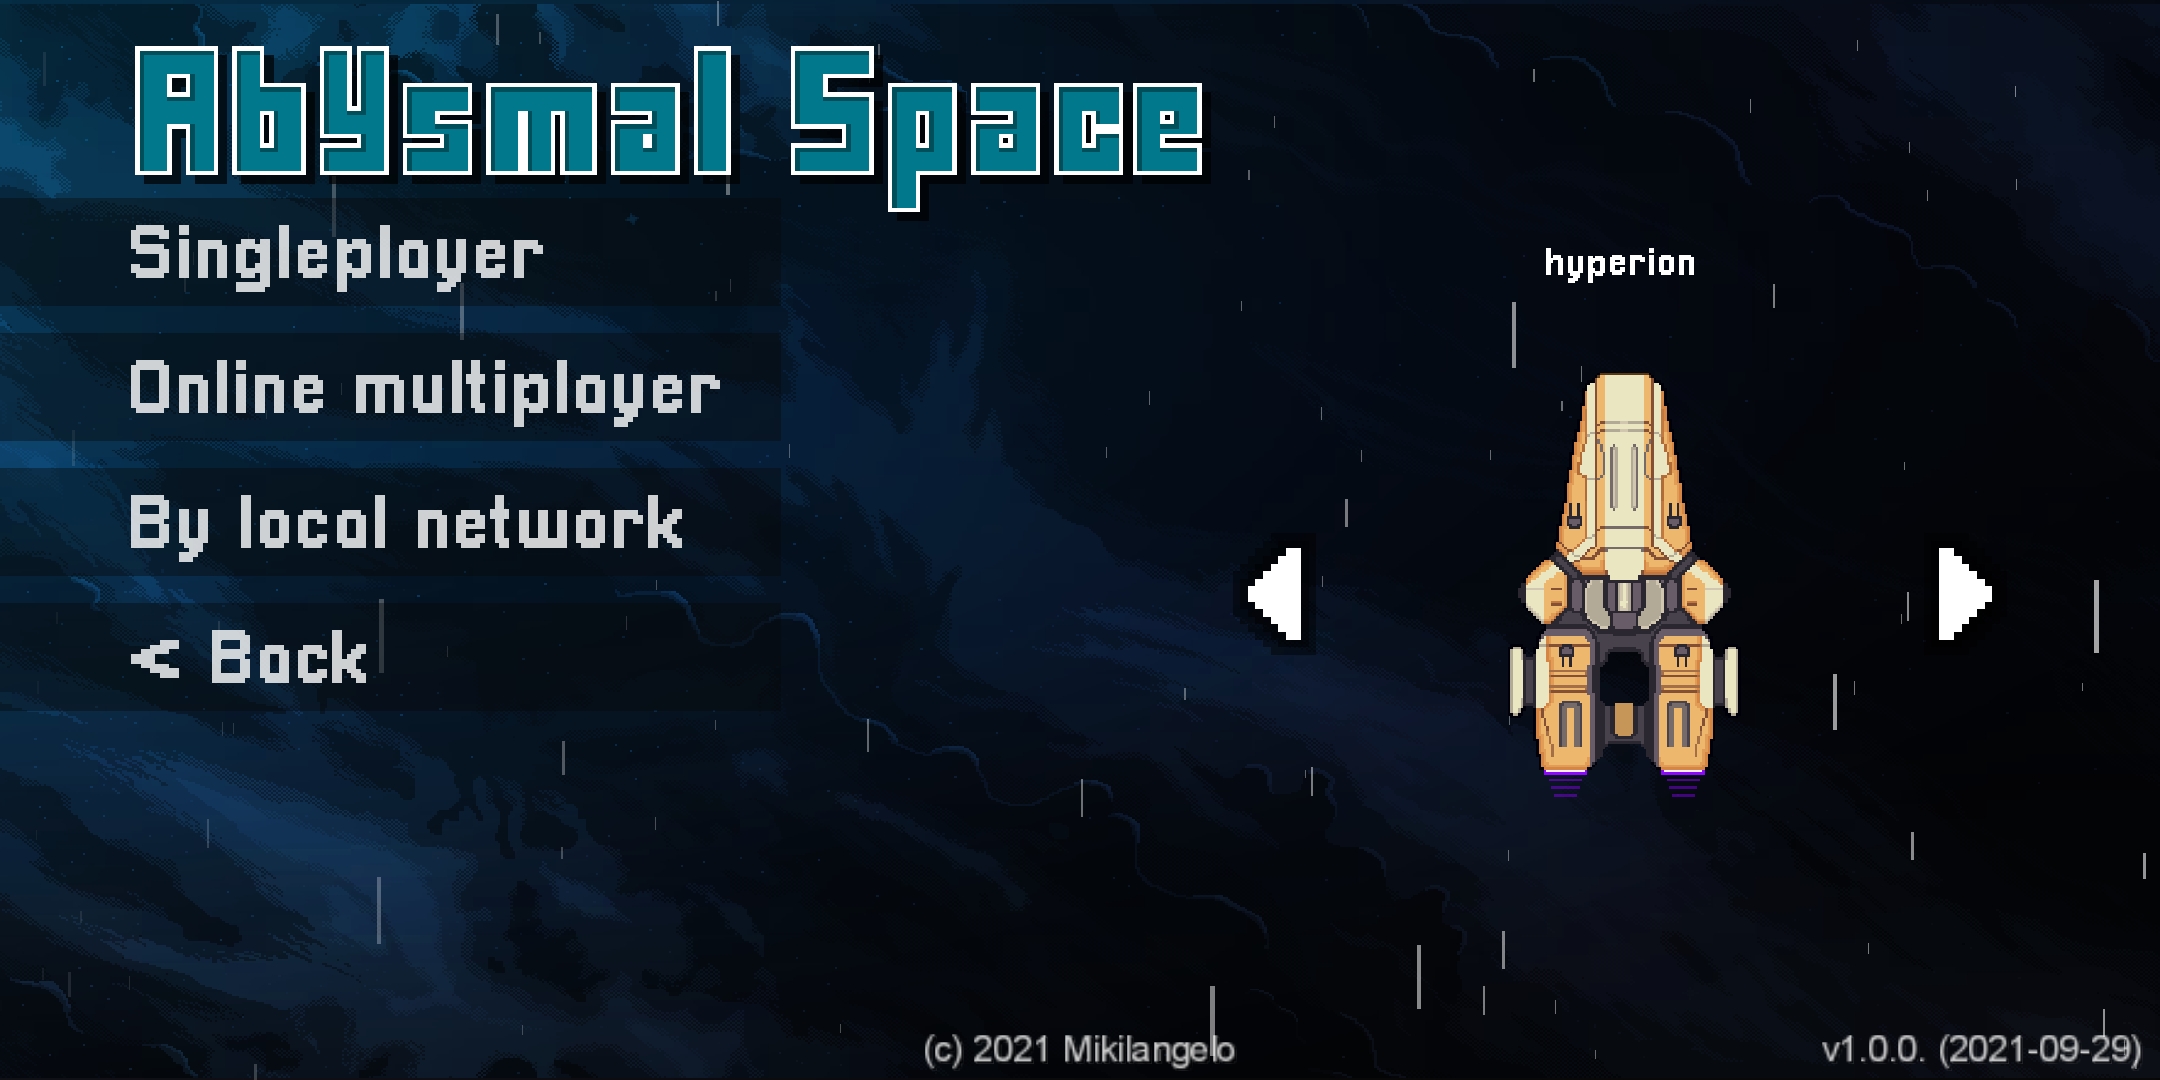 Abysmal Space
Singleplayer
hyperion
Online multiplayer
By local network
< Back
(c) 2021 Mikilangelo
v1.0.0. (2021-09-29)